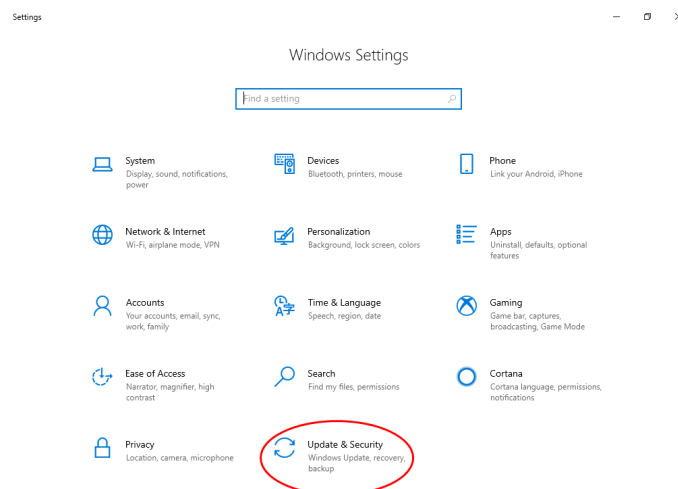 Settings
Windows Settings
Find a setting
System
Display, sound, notifications,
power
Devices
Bluetooth, printers, mouse
Phone
Link your Android, iPhone
Network & Internet
Wi-Fi, airplane mode, VPN
Personalization
Background, lock screen, colors
Apps
Uninstall, defaults, optional
features
Accounts
Your accounts, email, sync,
work, family
Time & Language
Speech, region, date
Gaming
Game bar, captures,
broadcasting, Game Mode
Ease of Access
Narrator, magnifier, high
contrast
Search
Find my files, permissions
Cortana
Cortana language, permissions,
notifications
Privacy
Location, camera, microphone
Update & Security
Windows Update, recovery,
backup